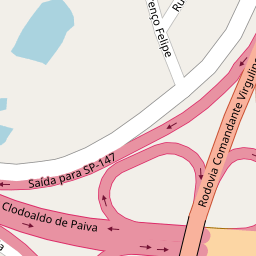 enço Felipe
Ru
Rodovia Comandante Virgulino
Saída para SP-147
Clodoaldo de Paiva